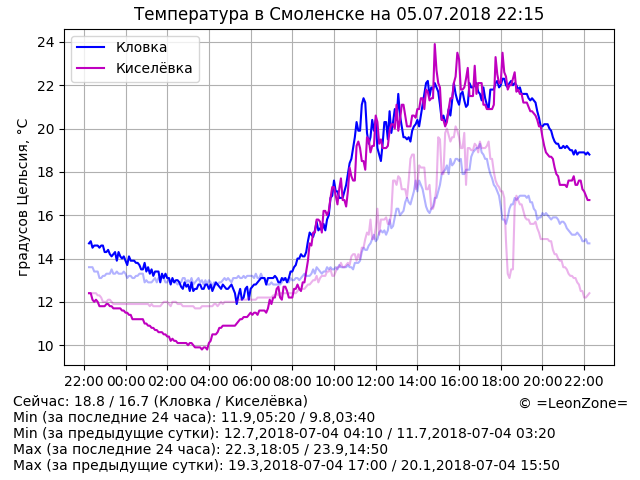 Температура в Смоленске на 05.07.2018 22:15
градусов Цельсия, °C
Кловка
Киселёвка
24
22
20
18
16
14
12
10
22:00 00:00 02:00 04:00 06:00 08:00 10:00 12:00 14:00 16:00 18:00 20:00 22:00
Сейчас: 18.8 / 16.7 (Кловка / Киселёвка)
© =LeonZone=
Min (за последние 24 часа): 11.9,05:20 / 9.8,03:40
Min (за предыдущие сутки): 12.7,2018-07-04 04:10 / 11.7,2018-07-04 03:20
Max (за последние 24 часа): 22.3,18:05 / 23.9,14:50
Max (за предыдущие сутки): 19.3,2018-07-04 17:00 / 20.1,2018-07-04 15:50